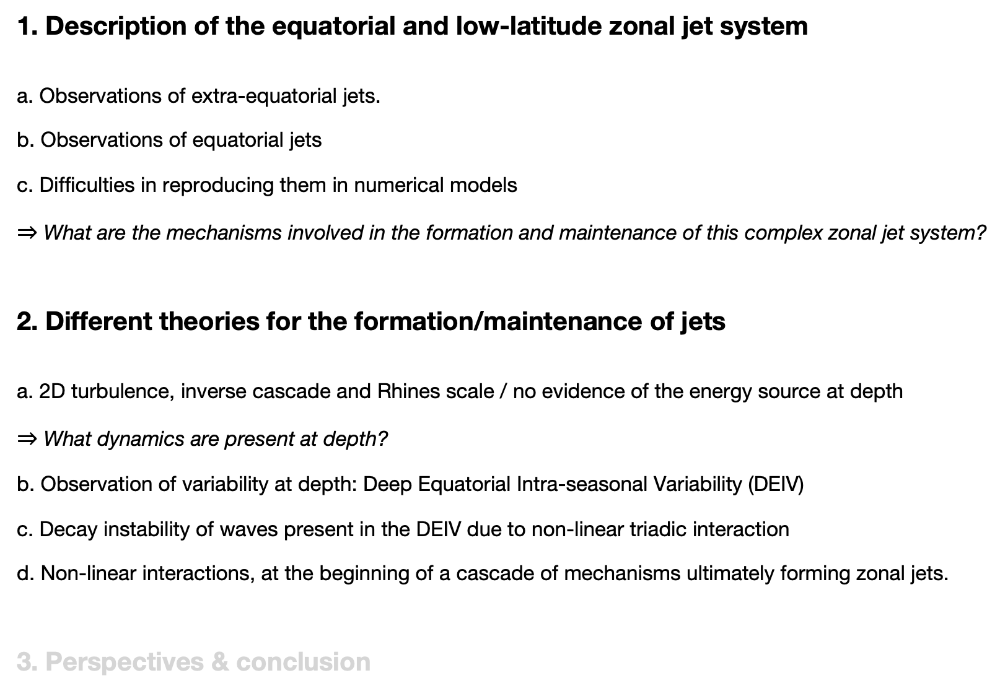 1. Description of the equatorial and low-latitude zonal jet system
a. Observations of extra-equatorial jets.
b. Observations of equatorial jets
c. Difficulties in reproducing them in numerical models
⇒ What are the mechanisms involved in the formation and maintenance of this complex zonal jet system?
2. Different theories for the formation/maintenance of jets
a. 2D turbulence, inverse cascade and Rhines scale / no evidence of the energy source at depth
⇒ What dynamics are present at depth?
b. Observation of variability at depth: Deep Equatorial Intra-seasonal Variability (DEIV)
c. Decay instability of waves present in the DEIV due to non-linear triadic interaction
d. Non-linear interactions, at the beginning of a cascade of mechanisms ultimately forming zonal jets.
3. Perspectives & conclusion